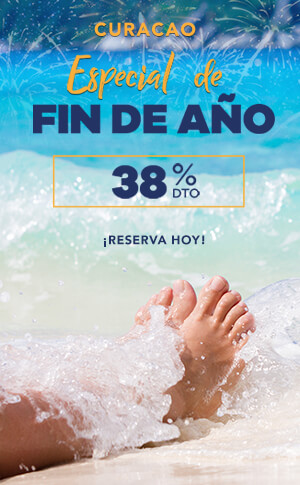 CURACAO
Especial de
FIN DE AÑO
38%
DTO
¡RESERVA HOY!